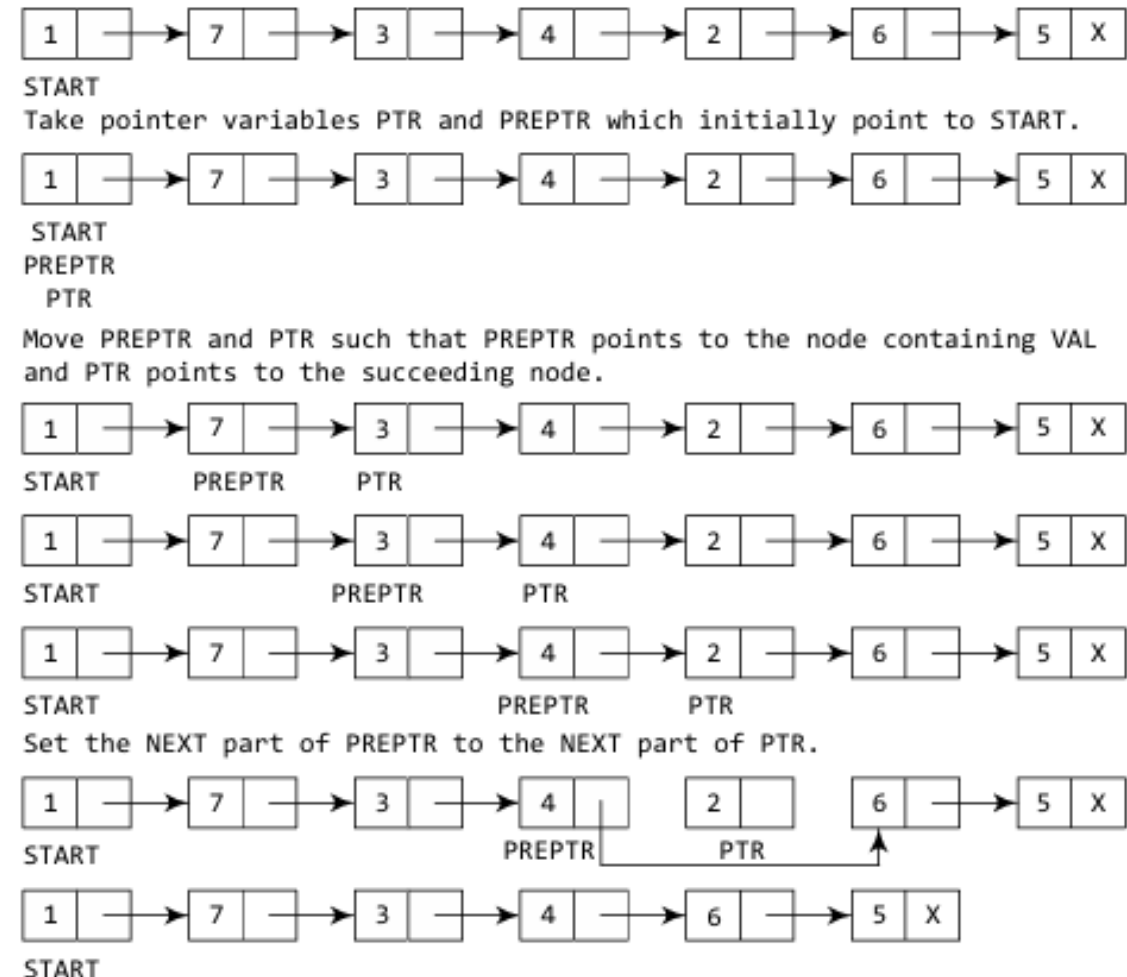 1 7 3 4 2 6 5 X
START
Take pointer variables PTR and PREPTR which initially point to START.
1 7 3 4 2 6 5 X
START
PREPTR
PTR
Move PREPTR and PTR such that PREPTR points to the node containing VAL
and PTR points to the succeeding node.
1 7 3 4 2 6 5 X
START PREPTR PTR
1 7 3 4 2 6 5 X
START PREPTR PTR
1 7 3 4 2 6 5 X
START PREPTR PTR
Set the NEXT part of PREPTR to the NEXT part of PTR.
1 7 3 4 2 6 5 X
START PREPTR PTR
1 7 3 4 6 5 X
START